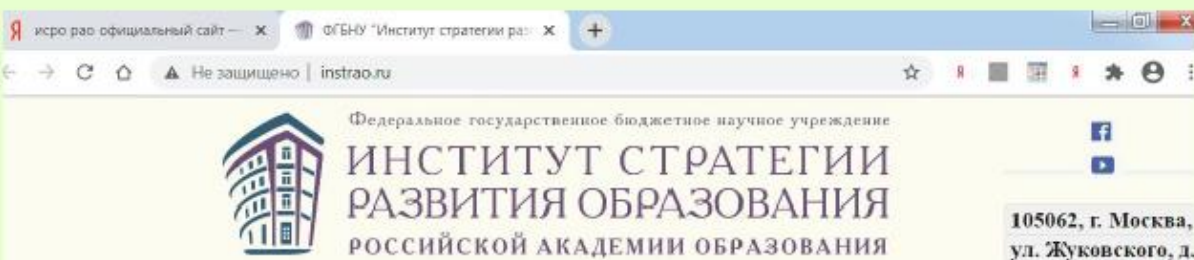 исро рао официальный сайт —
ФГБНУ "Институт стратегии раз
Не защищено | instrao.ru
Федеральное государственное бюджетное научное учреждение
ИНСТИТУТ СТРАТЕГИИ
РАЗВИТИЯ ОБРАЗОВАНИЯ
РОССИЙСКОЙ АКАДЕМИИ ОБРАЗОВАНИЯ
105062, г. Москва,
ул. Жуковского, д.